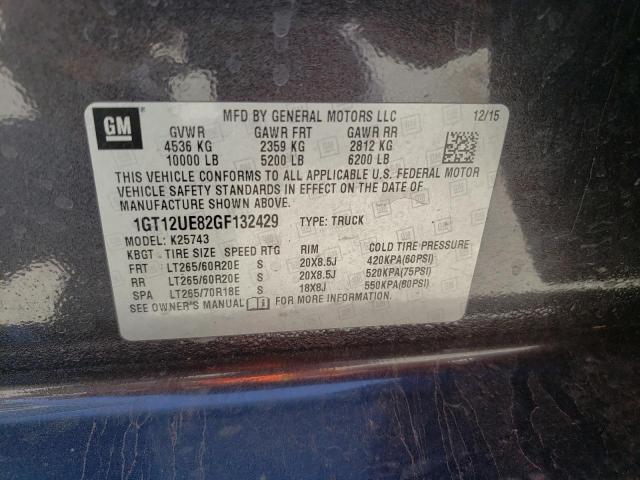 GM
MFD BY GENERAL MOTORS LLC 12/15
GVWR GAWR FRT GAWR RR
4536 KG 2359 KG 2812 KG
10000 LB 5200 LB 6200 LB
THIS VEHICLE CONFORMS TO ALL APPLICABLE U.S. FEDERAL MOTOR
VEHICLE SAFETY STANDARDS IN EFFECT ON THE DATE OF
MANUFACTURE SHOWN ABOVE.
1GT12UE82GF132429 TYPE: TRUCK
MODEL: K25743
KBGT TIRE SIZE SPEED RTG RIM COLD TIRE PRESSURE
FRT LT265/60R20E S 20X8.5J 420KPA(60PSI)
RR LT265/60R20E S 20X8.5J 520KPA(75PSI)
SPA LT265/70R18E S 18X8J 550KPA(80PSI)
SEE OWNER'S MANUAL FOR MORE INFORMATION.